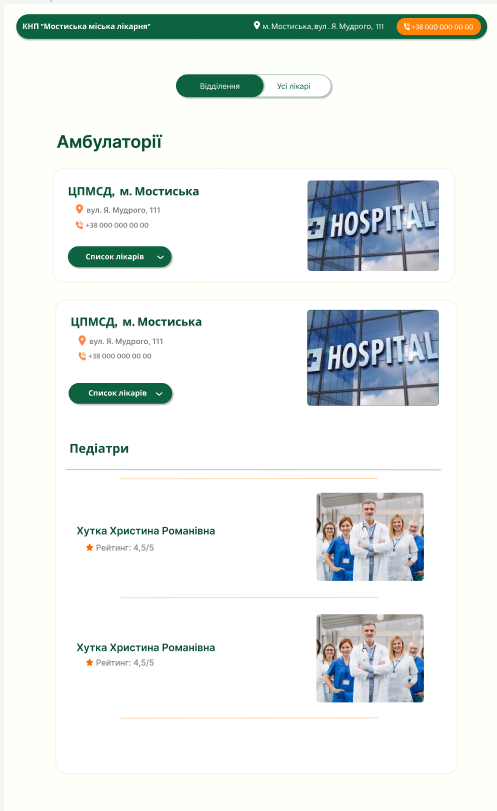 КНП "Мостиська міська лікарня"
м. Мостиська, вул .Я. Мудрого, 111
+38 000 000 00 00
Відділення
Усі лікарі
Амбулаторії
ЦПМСД, м. Мостиська
вул. Я. Мудрого, 111
+38 000 000 00 00
Список лікарів
HOSPITAL
ЦПМСД, м. Мостиська
вул. Я. Мудрого, 111
+38 000 000 00 00
Список лікарів
HOSPITAL
Педіатри
Хутка Христина Романівна
Рейтинг: 4,5/5
Хутка Христина Романівна
Рейтинг: 4,5/5